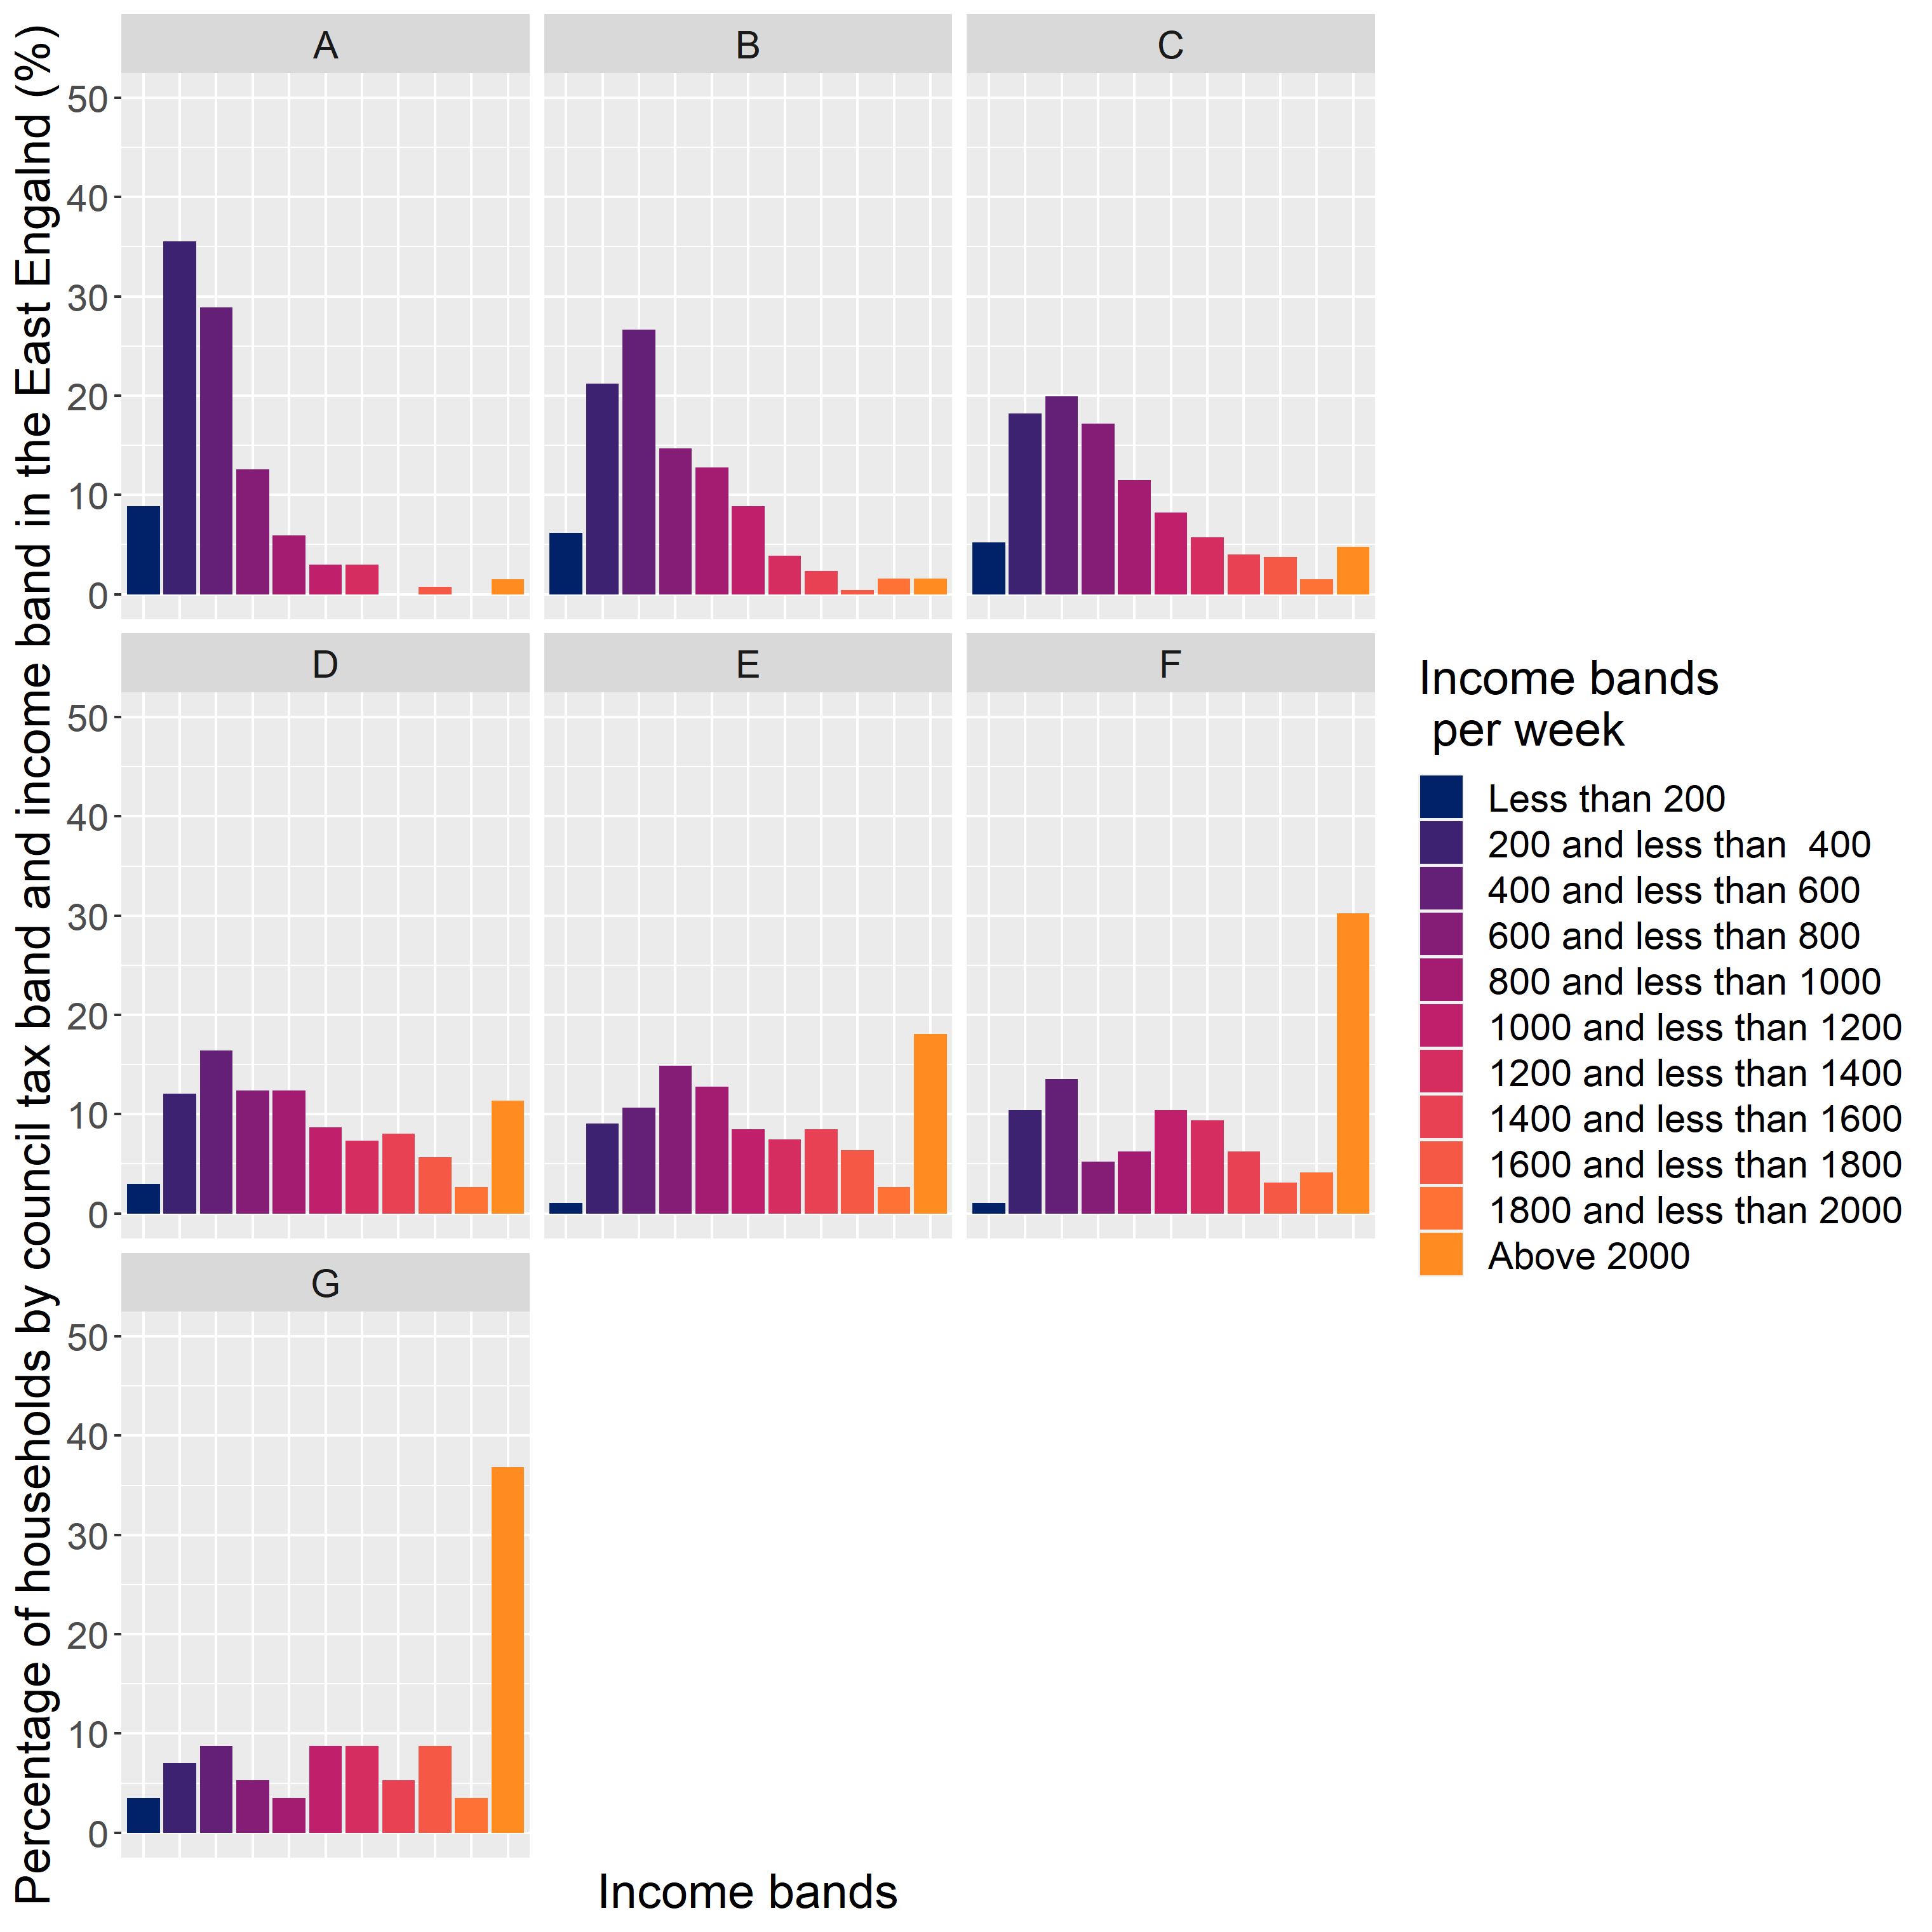 Percentage of households by council tax band and income band in the East Engalnd (%)
A
B
C
50
40
30
20
10
0
D
E
F
50
40
30
20
10
0
G
50
40
30
20
10
0
Income bands
Income bands
per week
Less than 200
200 and less than  400
400 and less than 600
600 and less than 800
800 and less than 1000
1000 and less than 1200
1200 and less than 1400
1400 and less than 1600
1600 and less than 1800
1800 and less than 2000
Above 2000